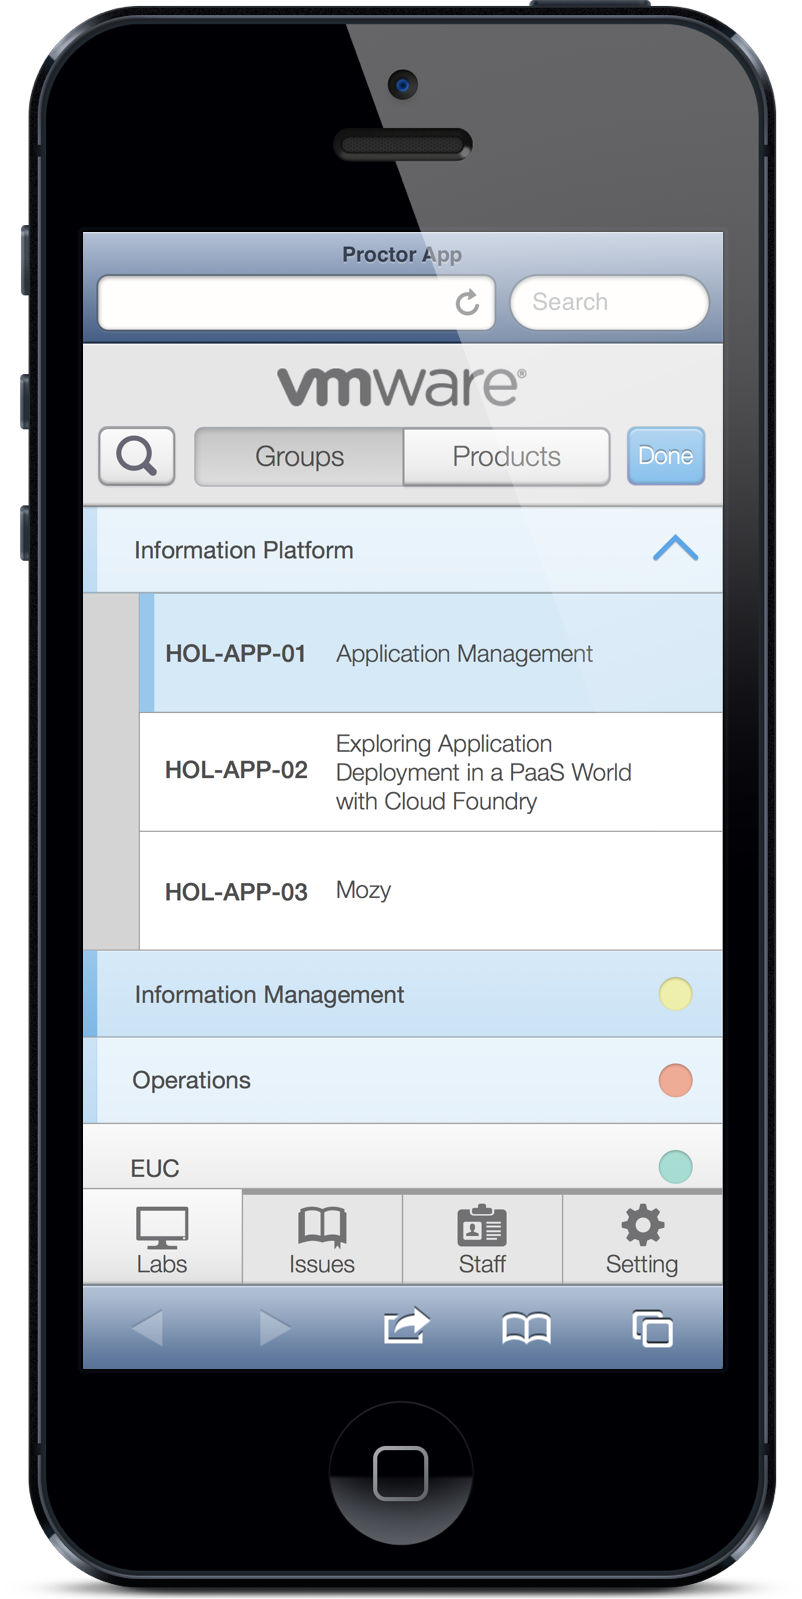 Proctor App
Search
vmware®
Groups
Products
Done
Information Platform
HOL-APP-01
Application Management
HOL-APP-02
Exploring Application
Deployment in a PaaS World
with Cloud Foundry
HOL-APP-03
Mozy
Information Management
Operations
EUC
Labs
Issues
Staff
Setting